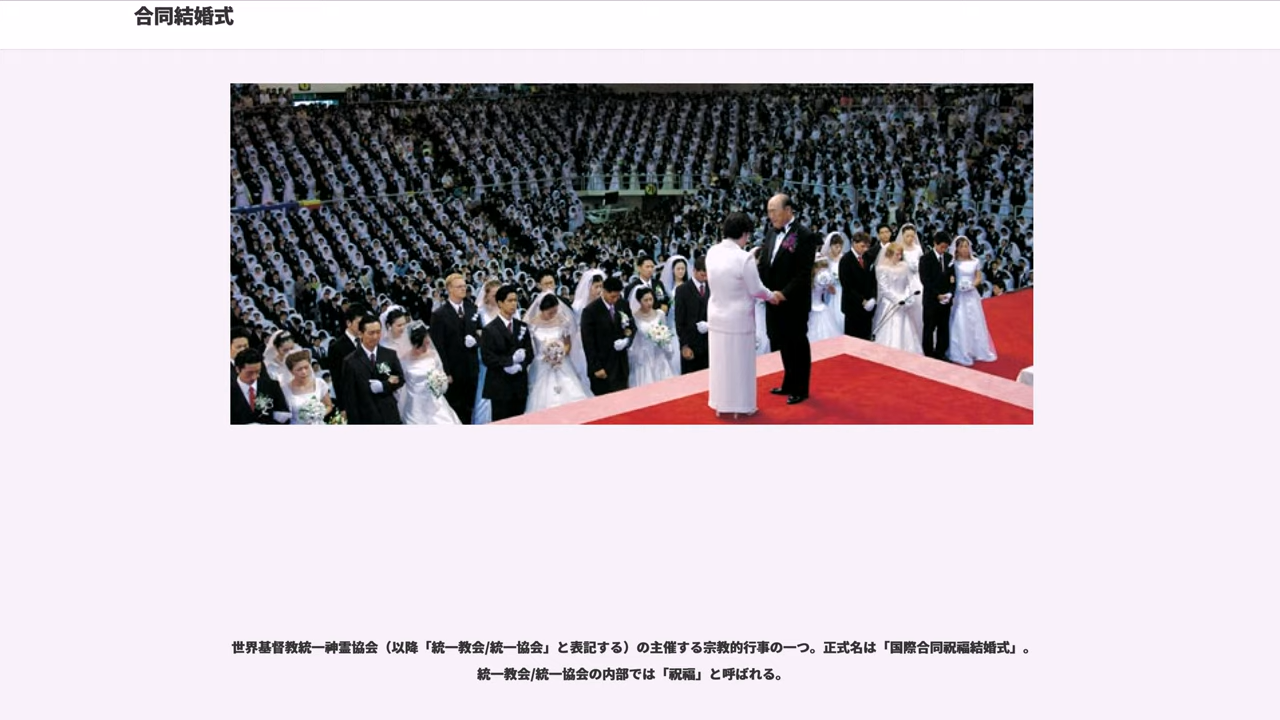 合同結婚式
世界基督教統一神霊協会（以降「統一教会/統一協会」と表記する）の主催する宗教的行事の一つ。正式名は「国際合同祝福結婚式」。
統一教会/統一協会の内部では「祝福」と呼ばれる。